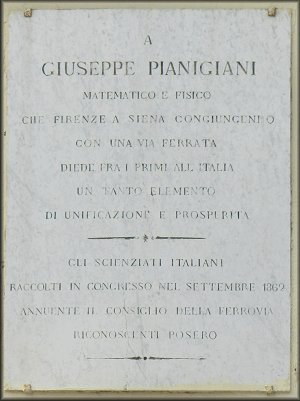 A
GIUSEPPE PIANIGIANI
MATEMATICO E FISICO
CHE FIRENZE A SIENA CONGIUNGENDO
CON UNA VIA FERRATA
DIEDE FRA I PRIMI ALL'ITALIA
UN TANTO ELEMENTO
DI UNIFICAZIONE E PROSPERITA
GLI SCIENZIATI ITALIANI
RACCOLTI IN CONGRESSO NEL SETTEMBRE 1862
ANNUENTE IL CONSIGLIO DELLA FERROVIA
RICONOSCENTI POSERO